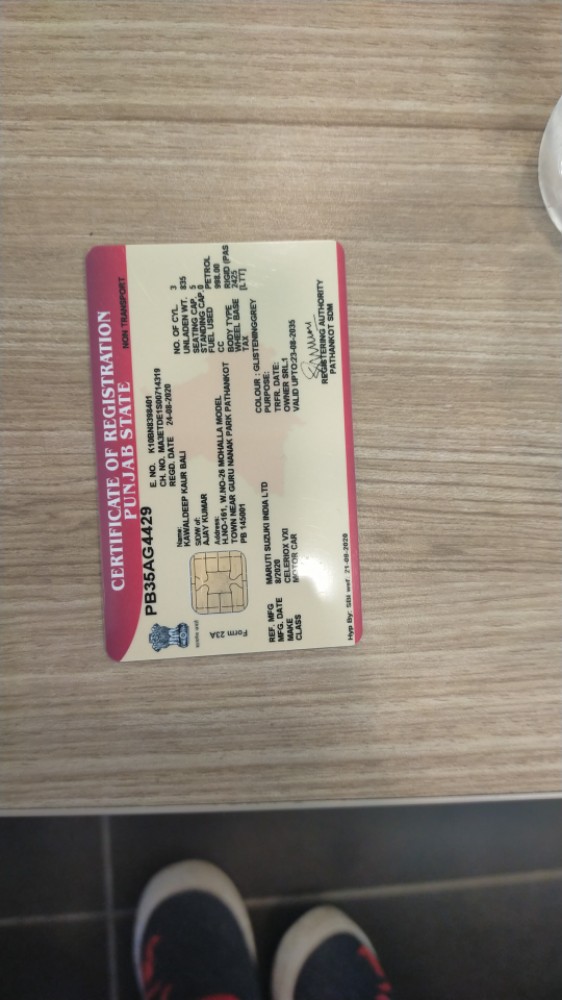 CERTIFICATE OF REGISTRATION
PUNJAB STATE
NON TRANSPORT
PB35AG4429
E. NO. K10BN8398401
CH. NO. MA3ETDE1S00714319
REGD. DATE 24-08-2020
Name:
KAWALDEEP KAUR BALI
S/D/W of:
AJAY KUMAR
Address:
H.NO-161, W.NO-26 MOHALLA MODEL
TOWN NEAR GURU NANAK PARK PATHANKOT
PB 145001
NO. OF CYL. 3
UNLADEN WT. 835
SEATING CAP. 5
STANDING CAP. 0
FUEL USED PETROL
CC 998.00
BODY TYPE RIGID (PAS
WHEEL BASE 2425
TAX [LTT]
Form 23A
REF. MFG MARUTI SUZUKI INDIA LTD
MFG. DATE 8/2020
MAKE CELERIOX VXI
CLASS MOTOR CAR
COLOUR : GLISTENINGGREY
PURPOSE:
TRFR. DATE:
OWNER SRL.1
VALID UPTO:23-08-2035
REGISTERING AUTHORITY
PATHANKOT SDM
Hyp By: SBI wef. 21-08-2020